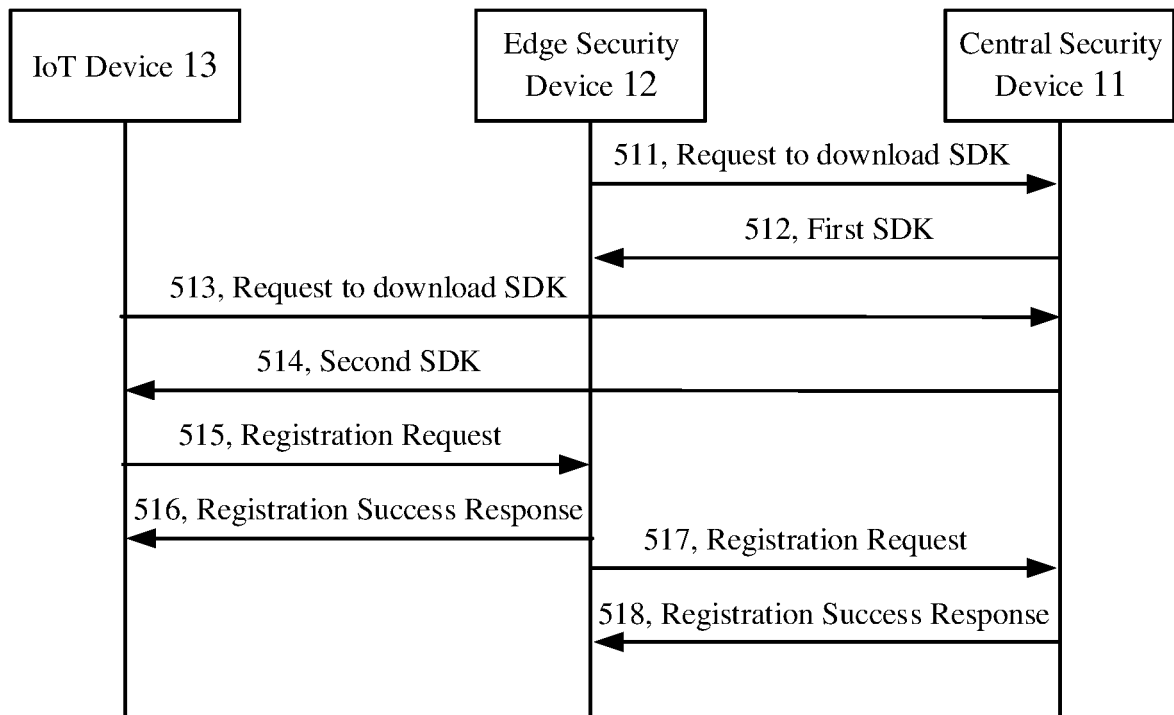 IoT Device 13
Edge Security
Device 12
Central Security
Device 11
511, Request to download SDK
512, First SDK
513, Request to download SDK
514, Second SDK
515, Registration Request
516, Registration Success Response
517, Registration Request
518, Registration Success Response